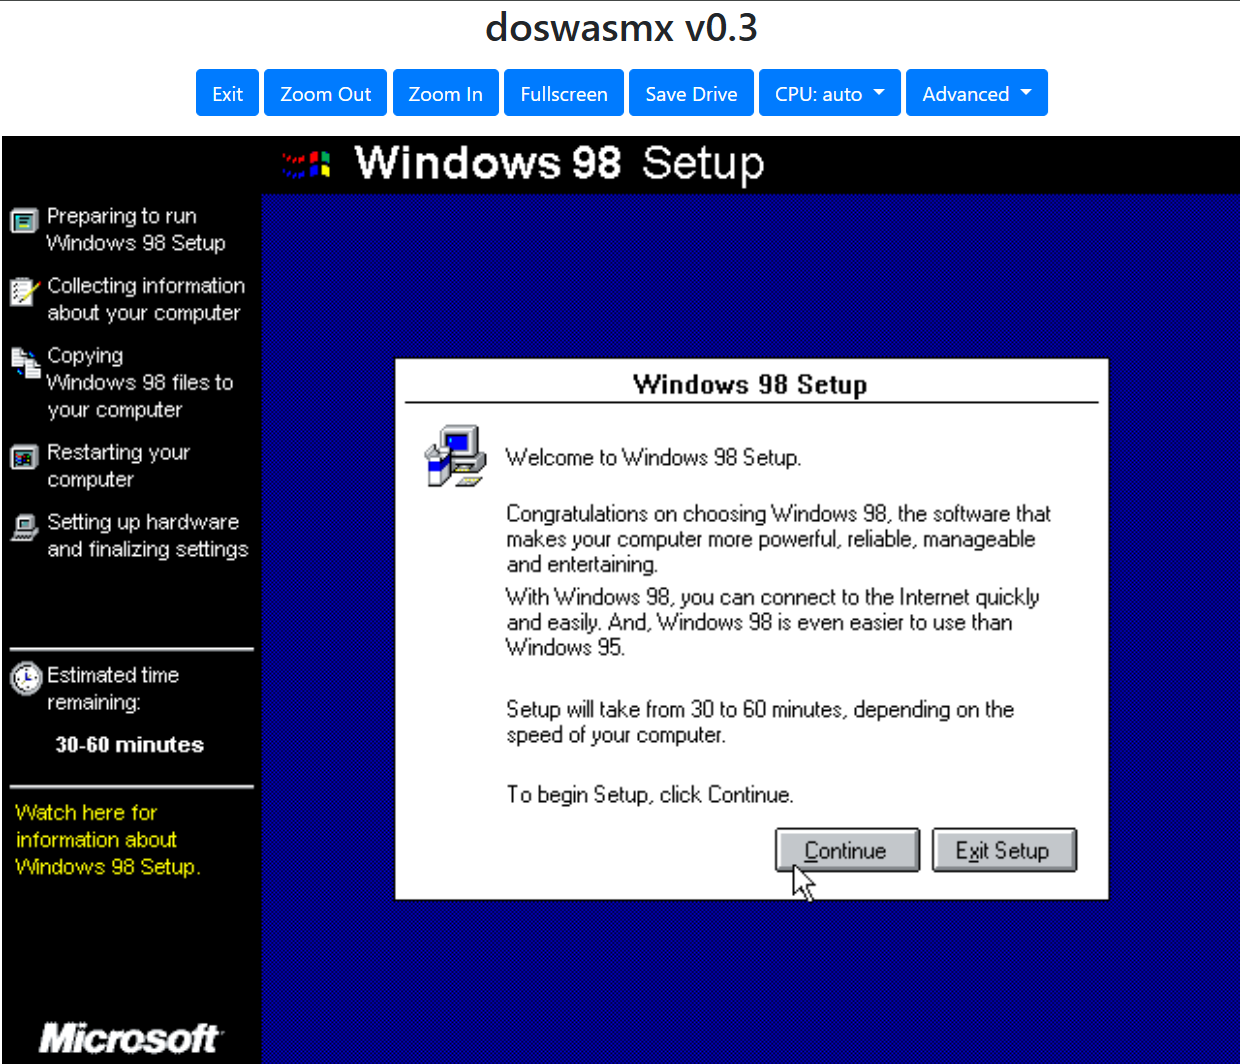 doswasmx v0.3
Exit Zoom Out Zoom In Fullscreen Save Drive CPU: auto Advanced
Windows 98 Setup
Preparing to run
Windows 98 Setup
Collecting information
about your computer
Copying
Windows 98 files to
your computer
Restarting your
computer
Setting up hardware
and finalizing settings
Estimated time
remaining:
30-60 minutes
Watch here for
information about
Windows 98 Setup.
Microsoft
Windows 98 Setup
Welcome to Windows 98 Setup.
Congratulations on choosing Windows 98, the software that
makes your computer more powerful, reliable, manageable
and entertaining.
With Windows 98, you can connect to the Internet quickly
and easily. And, Windows 98 is even easier to use than
Windows 95.
Setup will take from 30 to 60 minutes, depending on the
speed of your computer.
To begin Setup, click Continue.
Continue Exit Setup